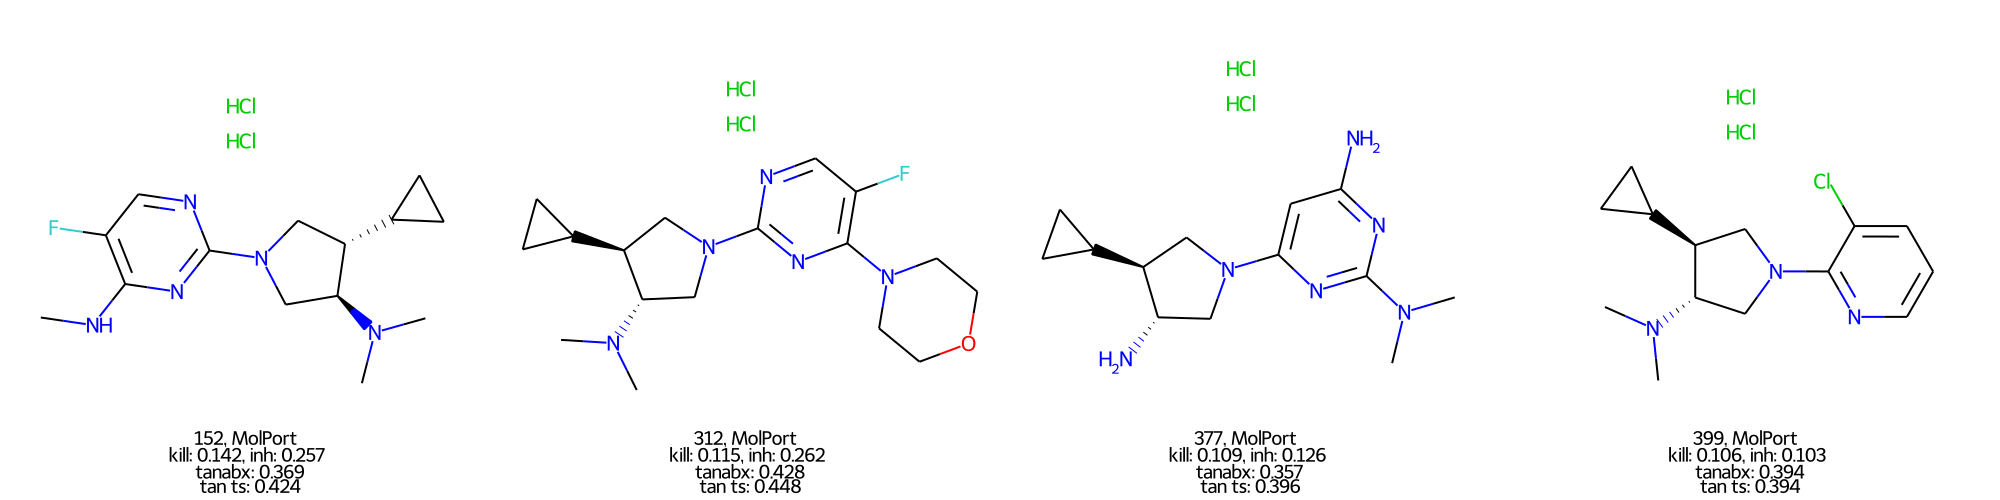 HCl
HCl
F
N
N
N
NH
N
152, MolPort
kill: 0.142, inh: 0.257
tanabx: 0.369
tan ts: 0.424
HCl
HCl
N
F
N
N
N
N
O
312, MolPort
kill: 0.115, inh: 0.262
tanabx: 0.428
tan ts: 0.448
HCl
HCl
NH2
N
N
N
N
H2N
377, MolPort
kill: 0.109, inh: 0.126
tanabx: 0.357
tan ts: 0.396
HCl
HCl
Cl
N
N
N
399, MolPort
kill: 0.106, inh: 0.103
tanabx: 0.394
tan ts: 0.394